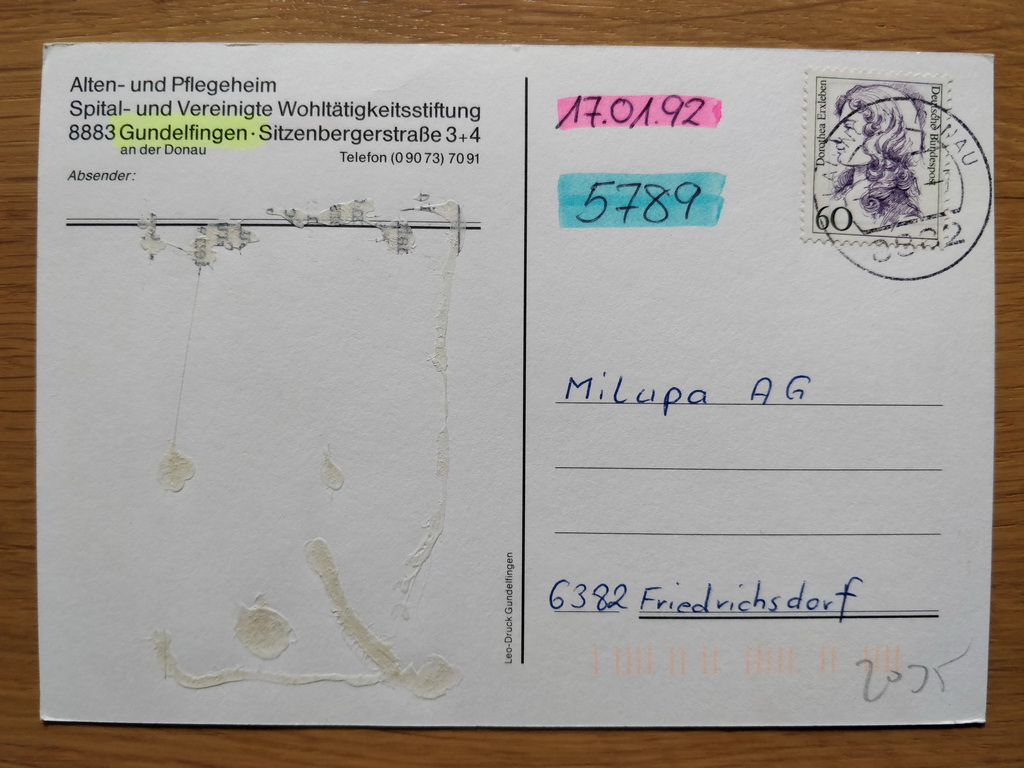 Alten- und Pflegeheim
Spital- und Vereinigte Wohltätigkeitsstiftung
8883 Gundelfingen · Sitzenbergerstraße 3+4
an der Donau
Telefon (0 90 73) 70 91
Absender:
Leo-Druck Gundelfingen
17.01.92
5789
Dorothea Erxleben
Deutsche Bundespost
60
NAU
Milupa AG
6382 Friedrichsdorf
2035